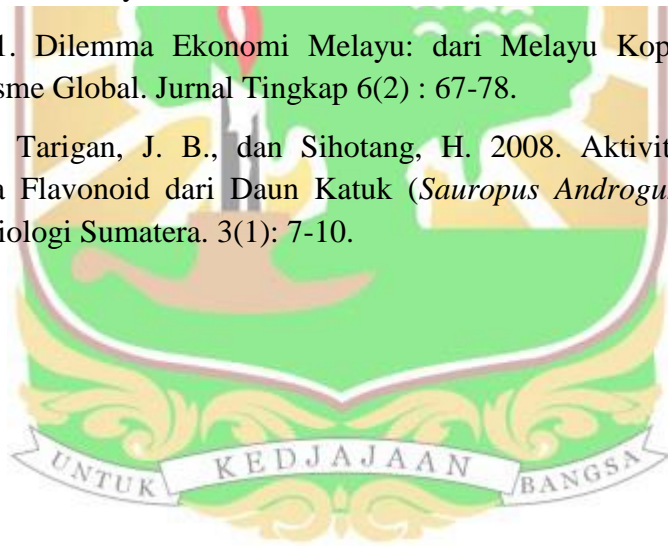 1. Dilemma Ekonomi Melayu: dari Melayu Kop
sme Global. Jurnal Tingkap 6(2) : 67-78.
Tarigan, J. B., dan Sihotang, H. 2008. Aktivit
a Flavonoid dari Daun Katuk (Sauropus Androgu
iologi Sumatera. 3(1): 7-10.
UNTUK KEDJAJAAN BANGSA